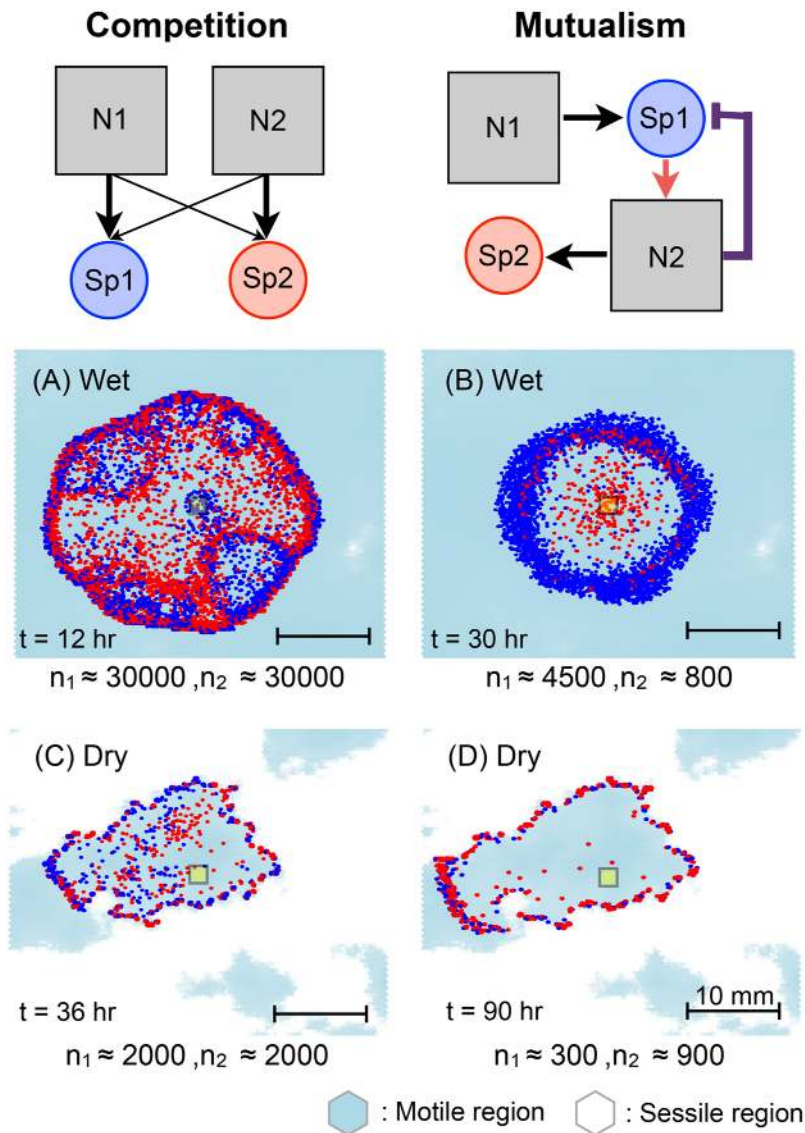 Competition
Mutualism
N1
N2
Sp1
Sp2
N1
Sp1
Sp2
N2
(A) Wet
t = 12 hr
n₁ ≈ 30000 ,n₂ ≈ 30000
(B) Wet
t = 30 hr
n₁ ≈ 4500 ,n₂ ≈ 800
(C) Dry
t = 36 hr
n₁ ≈ 2000 ,n₂ ≈ 2000
(D) Dry
t = 90 hr
10 mm
n₁ ≈ 300 ,n₂ ≈ 900
: Motile region
: Sessile region